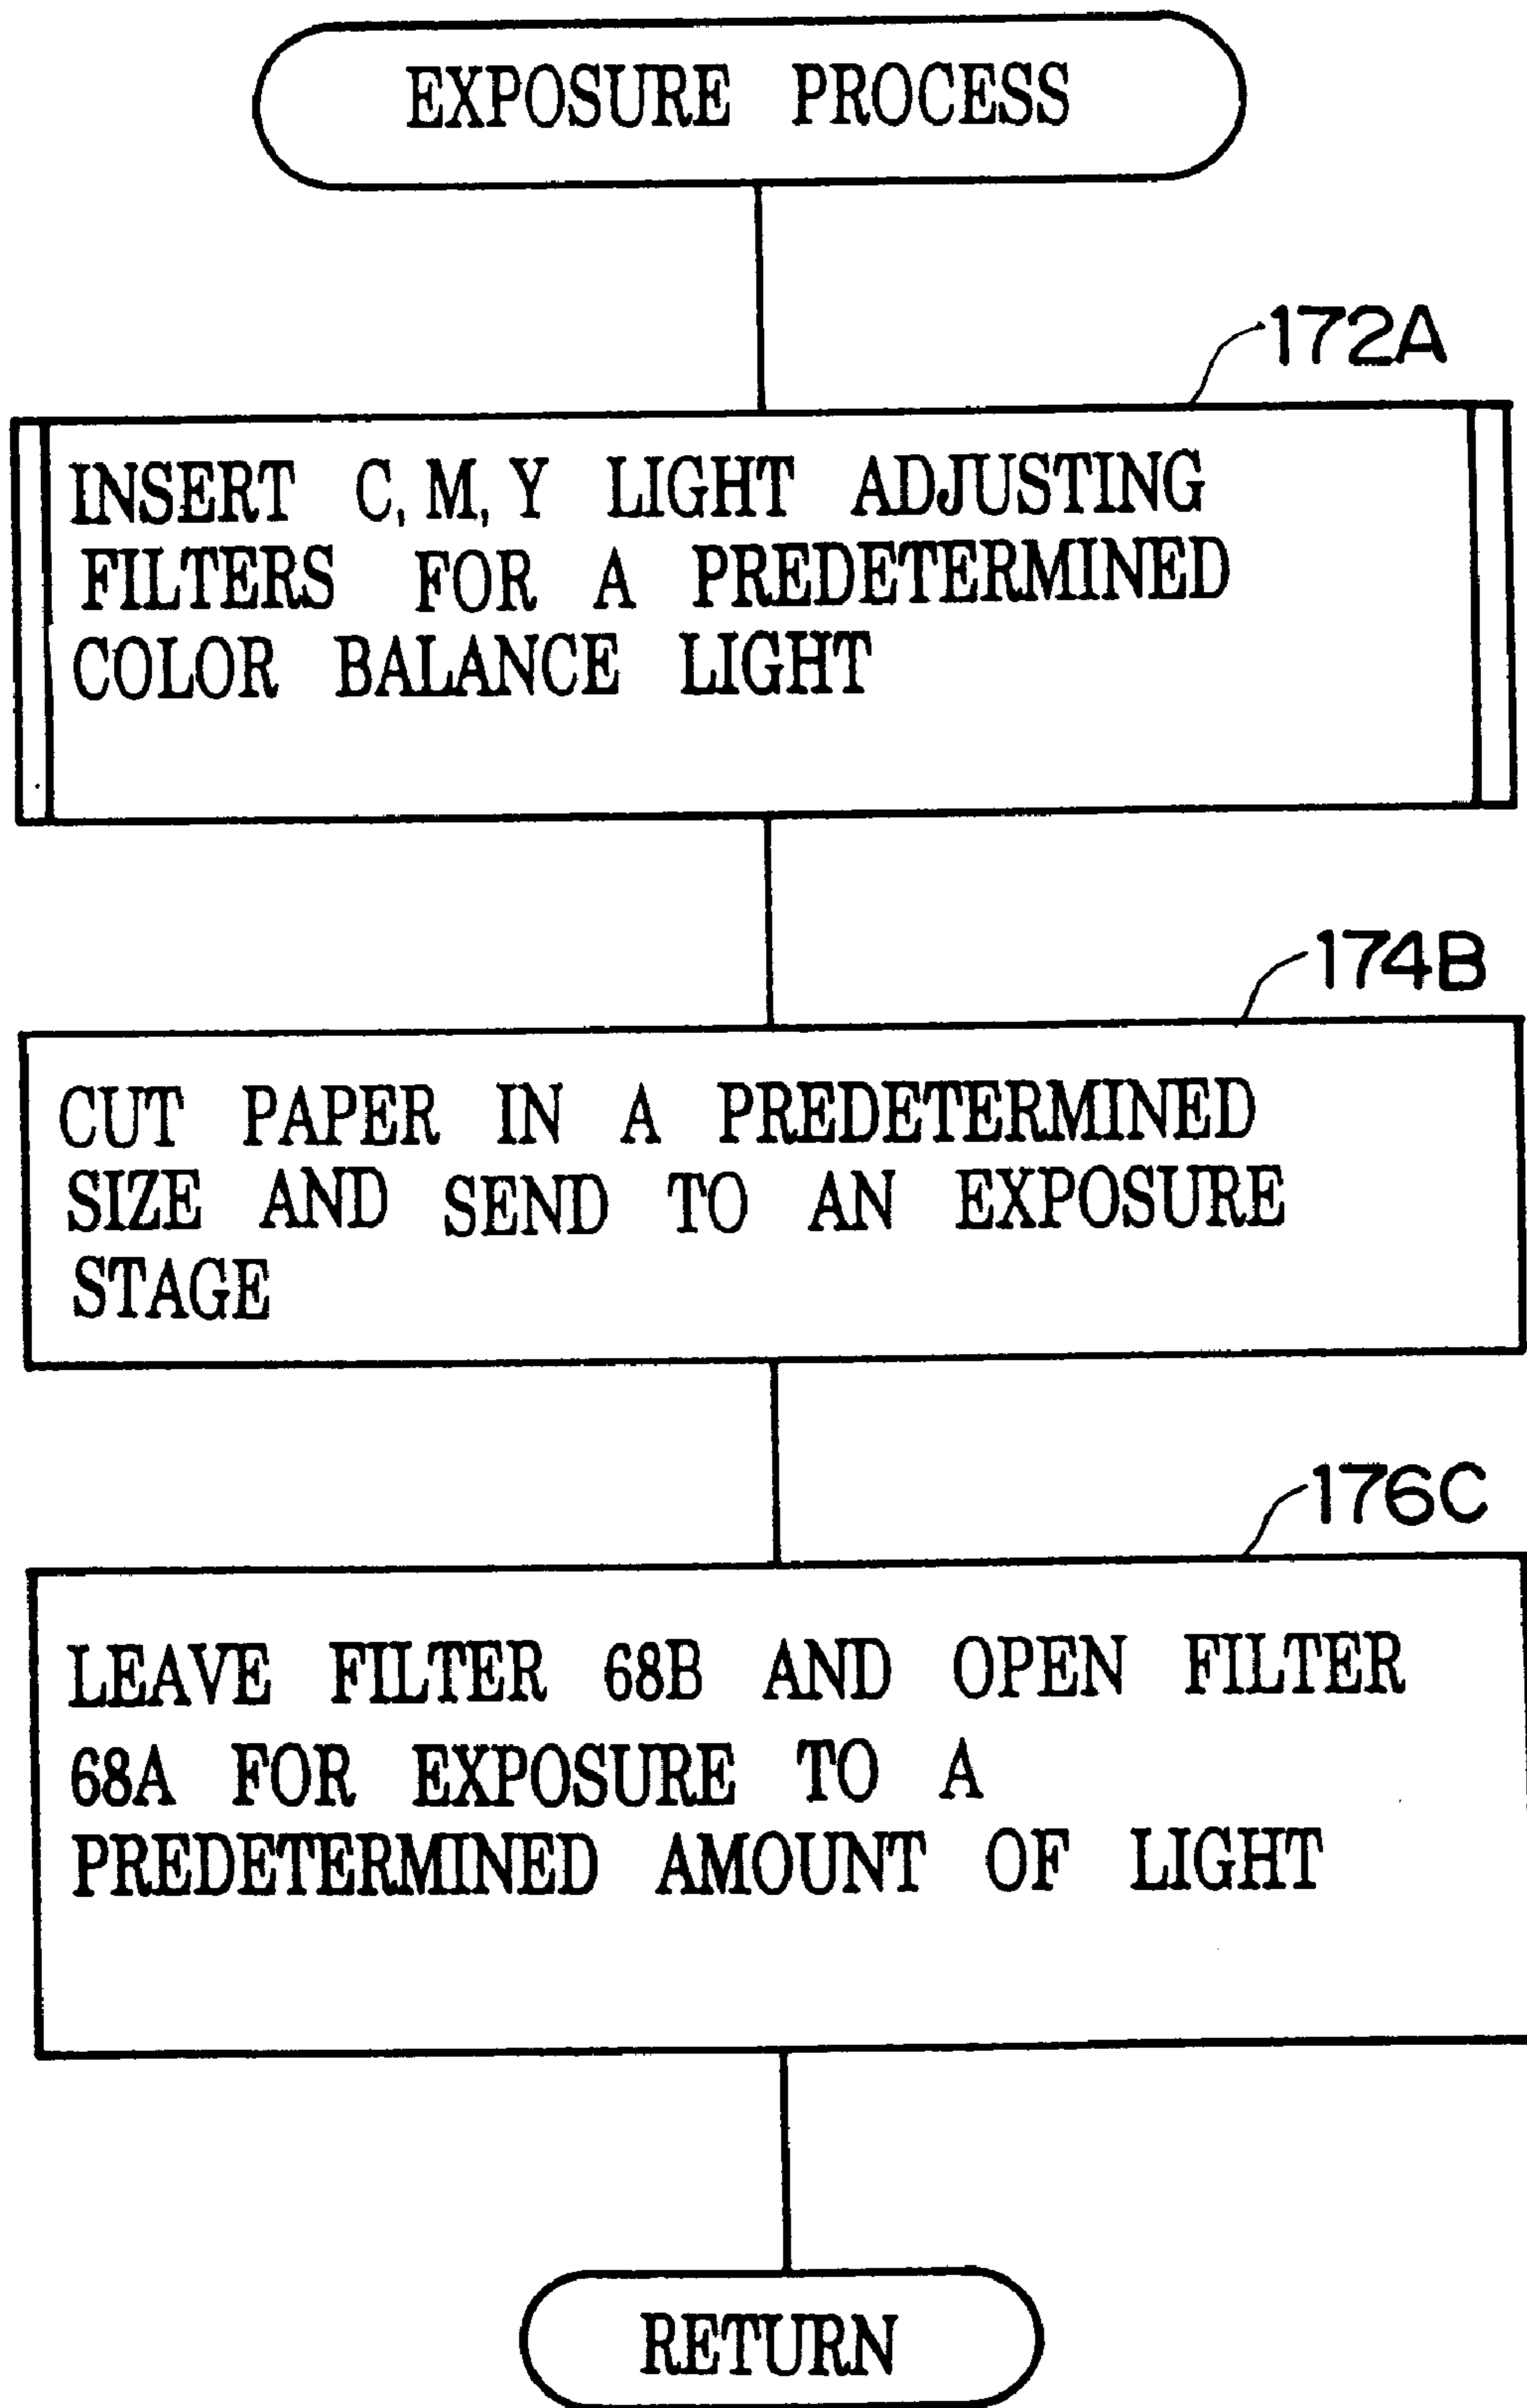 EXPOSURE PROCESS
172A
INSERT C, M, Y LIGHT ADJUSTING
FILTERS FOR A PREDETERMINED
COLOR BALANCE LIGHT
174B
CUT PAPER IN A PREDETERMINED
SIZE AND SEND TO AN EXPOSURE
STAGE
176C
LEAVE FILTER 68B AND OPEN FILTER
68A FOR EXPOSURE TO A
PREDETERMINED AMOUNT OF LIGHT
RETURN